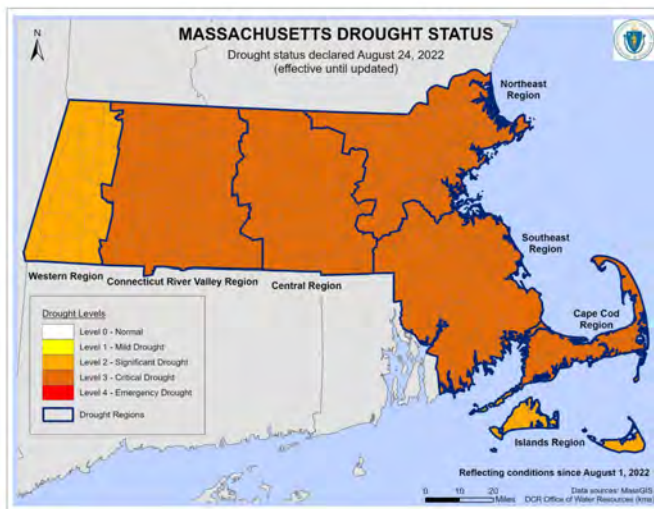 MASSACHUSETTS DROUGHT STATUS
Drought status declared August 24, 2022
(effective until updated)
N
Northeast
Region
Southeast
Region
Cape Cod
Region
Western Region
Connecticut River Valley Region
Central Region
Islands Region
Drought Levels
Level 0 - Normal
Level 1 - Mild Drought
Level 2 - Significant Drought
Level 3 - Critical Drought
Level 4 - Emergency Drought
Drought Regions
Reflecting conditions since August 1, 2022
20
Miles
Data sources: MassGIS
DCR Office of Water Resources (kma)